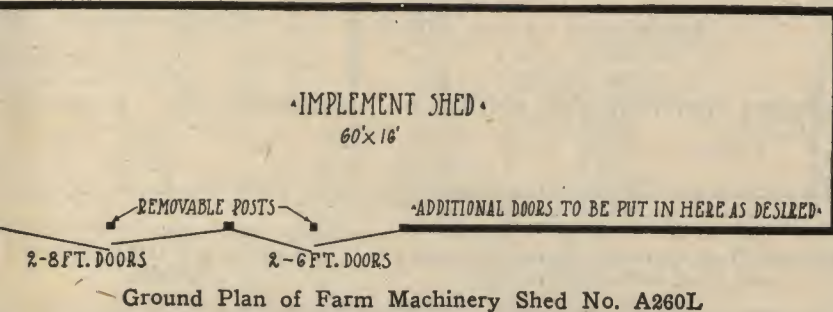 ·IMPLEMENT SHED·
60'X16'
REMOVABLE POSTS
·ADDITIONAL DOORS TO BE PUT IN HERE AS DESIRED·
2-8FT. DOORS
2-6FT. DOORS
Ground Plan of Farm Machinery Shed No. A260L